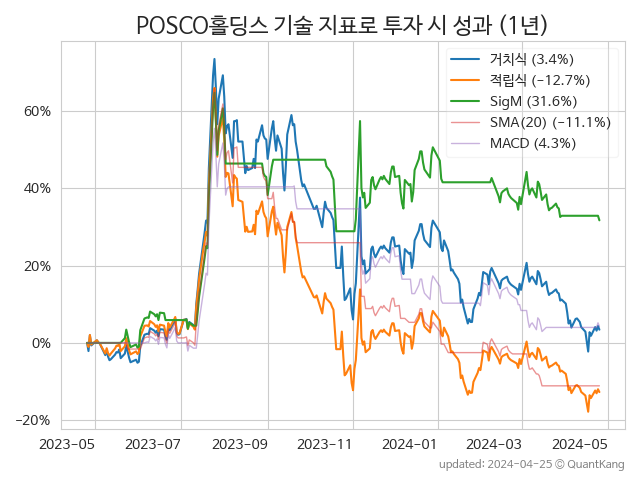 POSCO홀딩스 기술 지표로 투자 시 성과 (1년)
거치식 (3.4%)
적립식 (−12.7%)
SigM (31.6%)
SMA(20) (−11.1%)
MACD (4.3%)
60%
40%
20%
0%
−20%
2023-05 2023-07 2023-09 2023-11 2024-01 2024-03 2024-05
updated: 2024-04-25 © QuantKang